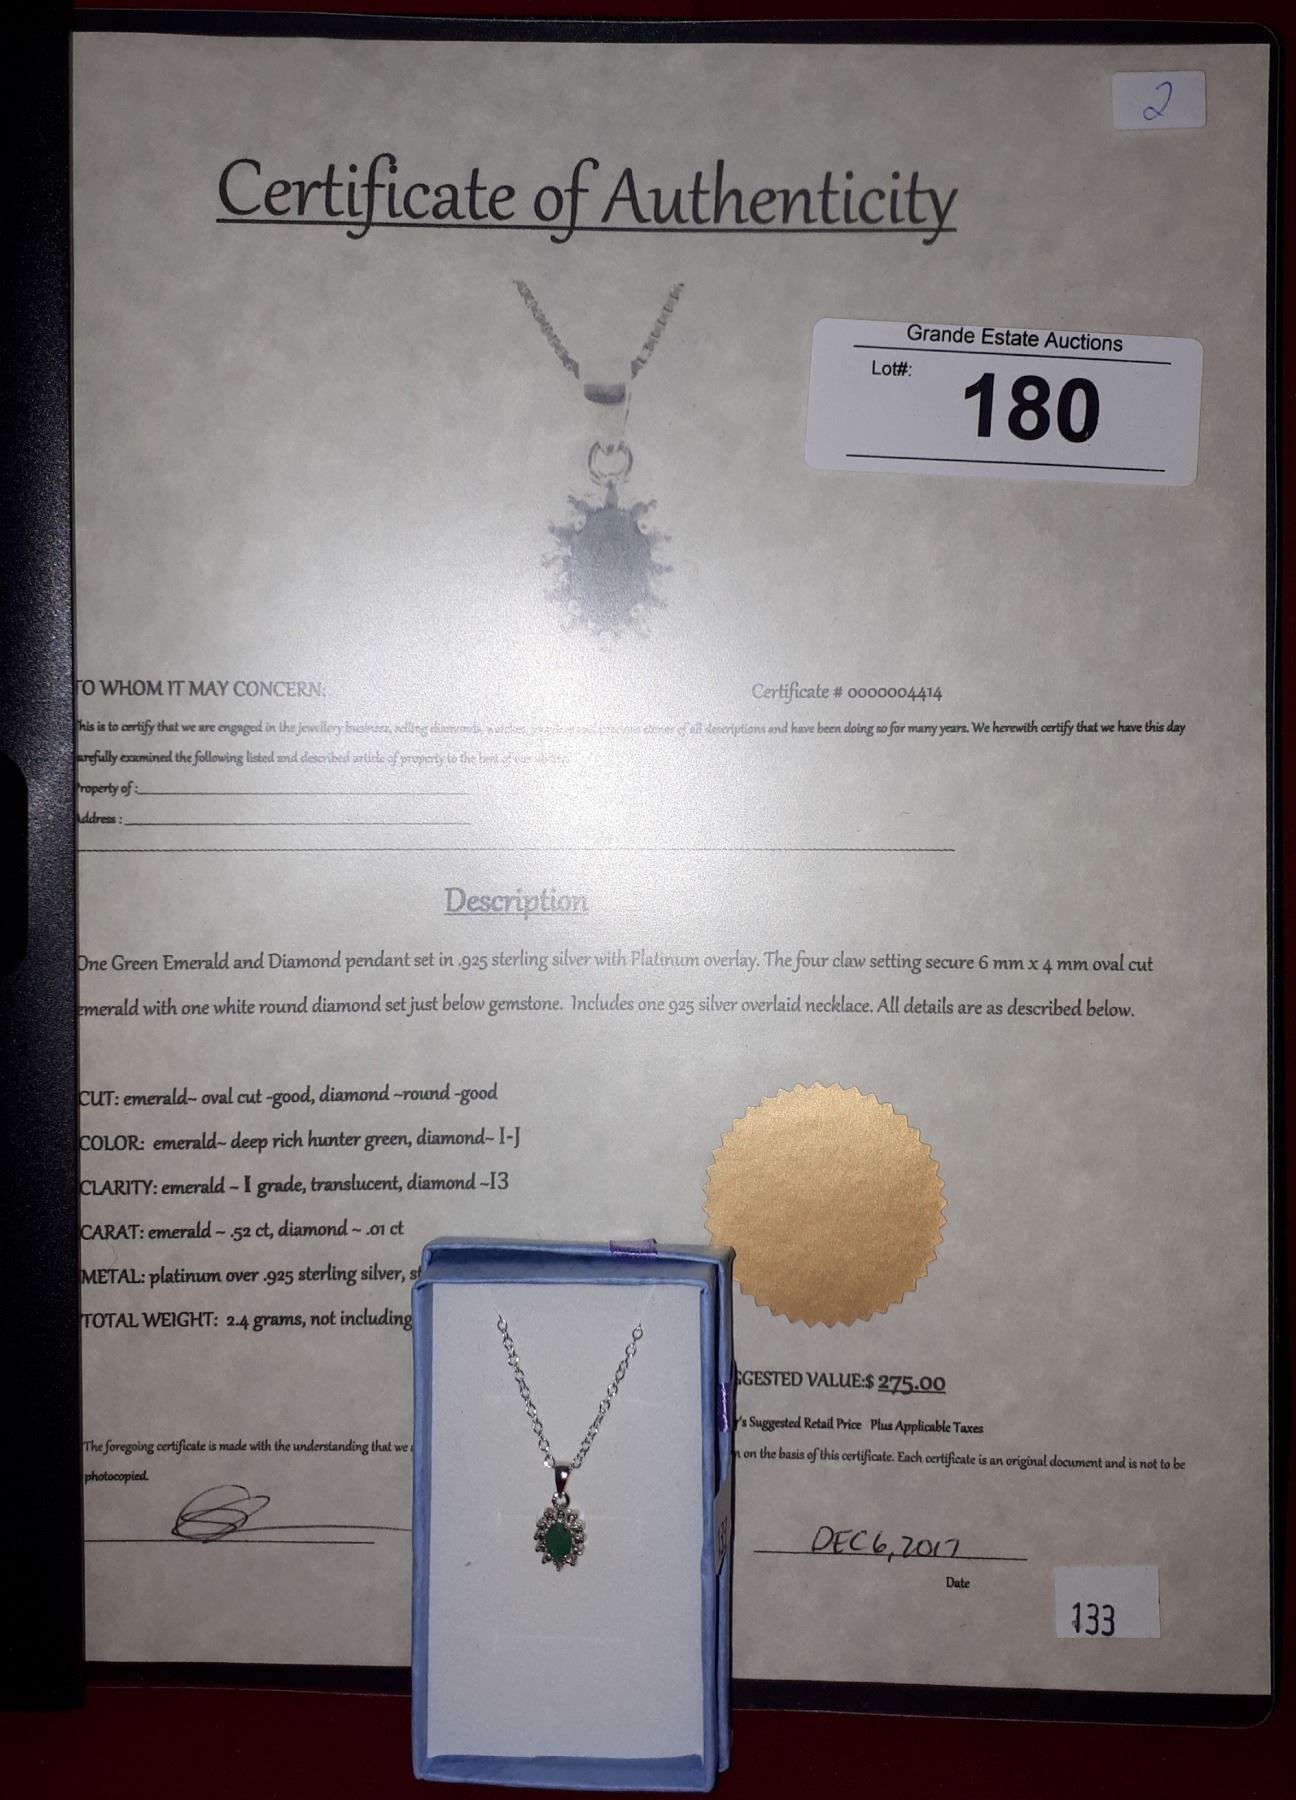 2
Certificate of Authenticity
Grande Estate Auctions
Lot#:
180
TO WHOM IT MAY CONCERN:
Certificate # 0000004414
his is to certify that we are engaged in the jewellery business, selling diamonds, watches, jewellery and precious stones of all descriptions and have been doing so for many years. We herewith certify that we have this day
arefully examined the following listed and described article of property to the best of our ability.
roperty of :
ddress :
Description
One Green Emerald and Diamond pendant set in .925 sterling silver with Platinum overlay. The four claw setting secure 6 mm x 4 mm oval cut
emerald with one white round diamond set just below gemstone. Includes one 925 silver overlaid necklace. All details are as described below.
CUT: emerald~ oval cut -good, diamond ~round -good
COLOR: emerald~ deep rich hunter green, diamond~ I-J
CLARITY: emerald ~ I grade, translucent, diamond ~I3
CARAT: emerald ~ .52 ct, diamond ~ .01 ct
METAL: platinum over .925 sterling silver, s
TOTAL WEIGHT: 2.4 grams, not including
GGESTED VALUE:$ 275.00
r's Suggested Retail Price Plus Applicable Taxes
The foregoing certificate is made with the understanding that we
n on the basis of this certificate. Each certificate is an original document and is not to be
photocopied.
DEC 6, 2017
Date
133